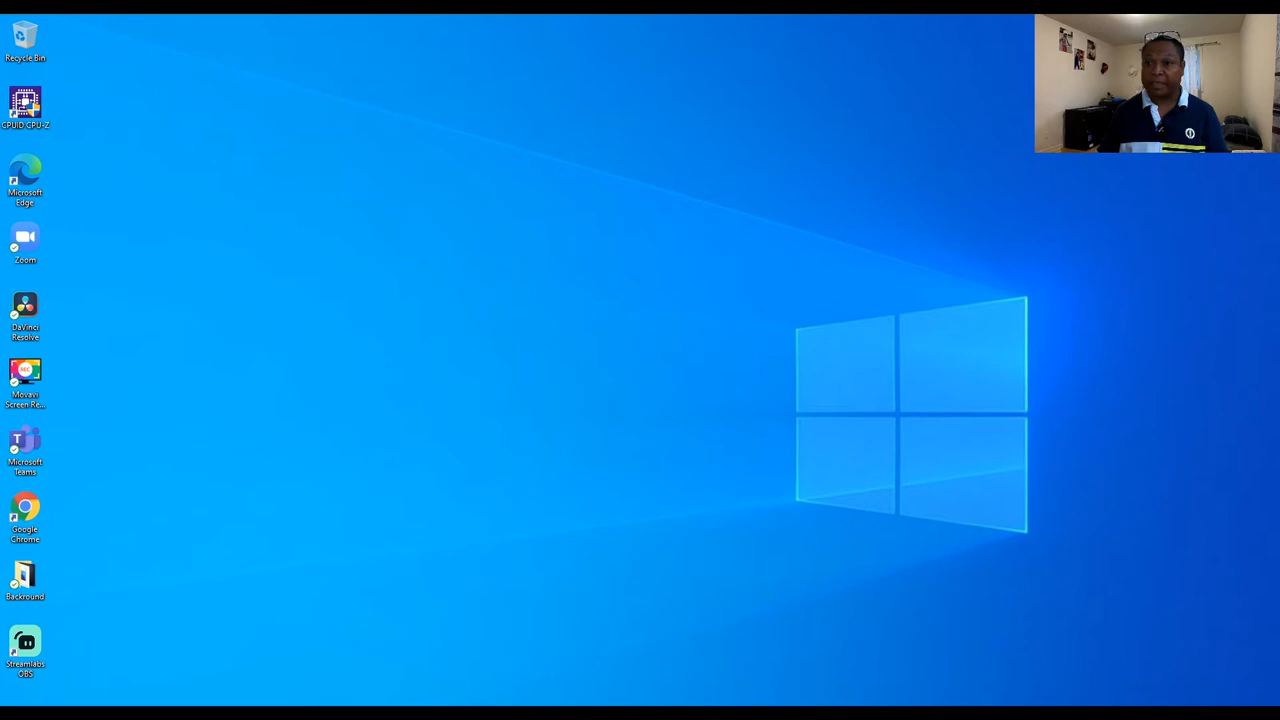 Recycle Bin
CPUID CPU-Z
Microsoft
Edge
Zoom
DaVinci
Resolve
REC
Movavi
Screen Re...
T
Microsoft
Teams
Google
Chrome
Backround
Streamlabs
OBS